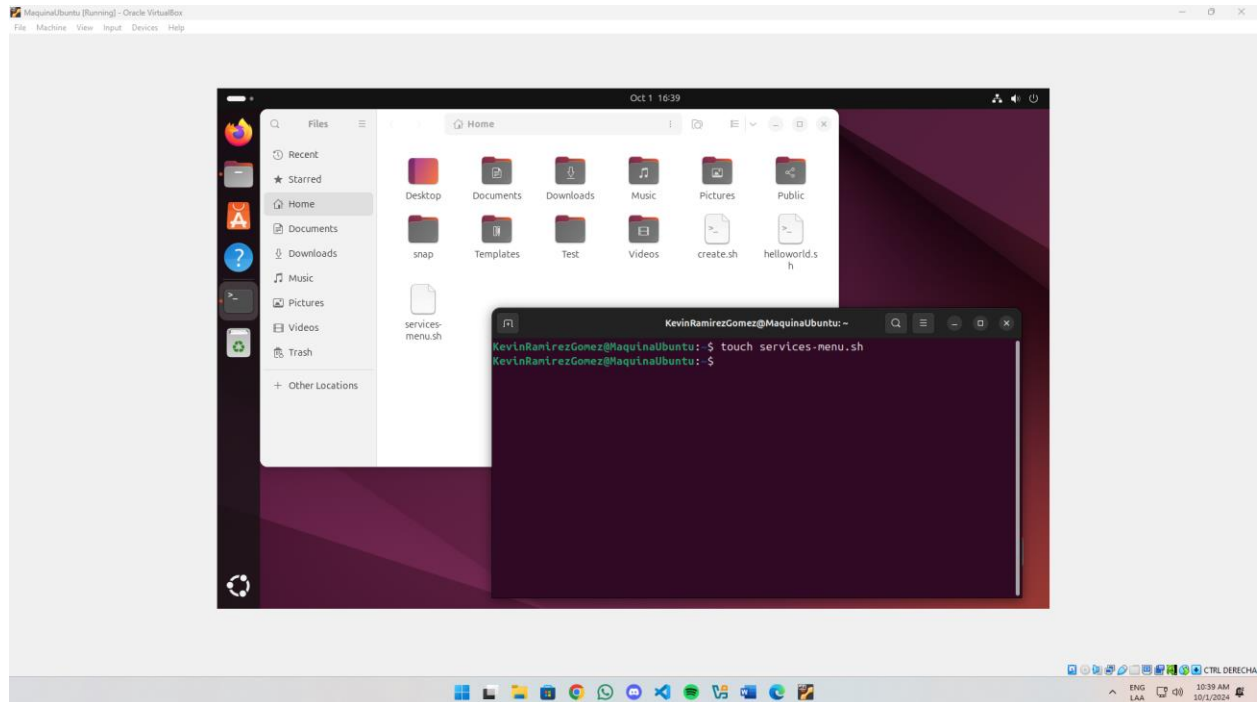 MaquinaUbuntu [Running] - Oracle VirtualBox
File Machine View Input Devices Help
Oct 1 16:39
Files
Home
Recent
Starred
Home
Documents
Downloads
Music
Pictures
Videos
Trash
+ Other Locations
Desktop Documents Downloads Music Pictures Public
snap Templates Test Videos create.sh helloworld.s
h
services-
menu.sh
KevinRamirezGomez@MaquinaUbuntu: ~
KevinRamirezGomez@MaquinaUbuntu:~$ touch services-menu.sh
KevinRamirezGomez@MaquinaUbuntu:~$
CTRL DERECHA
ENG
LAA
10:39 AM
10/1/2024